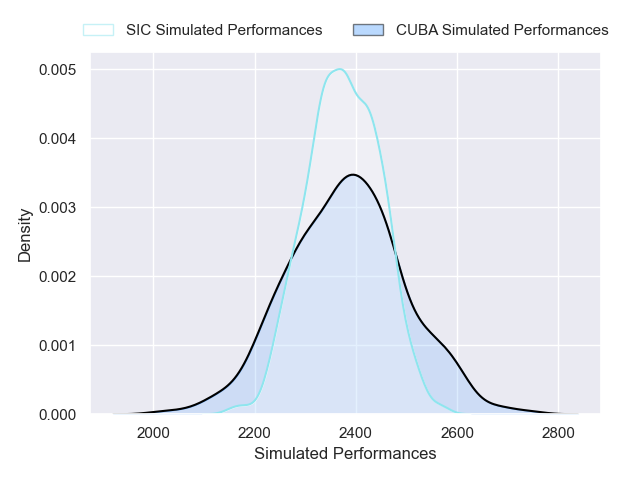 SIC Simulated Performances
CUBA Simulated Performances
0.005
0.004
0.003
0.002
0.001
0.000
Density
2000
2200
2400
2600
2800
Simulated Performances